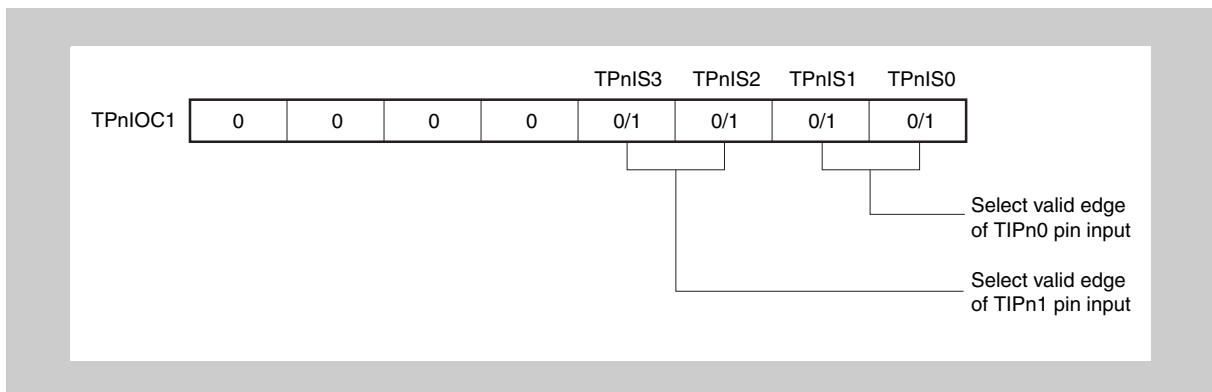 TPnIS3 TPnIS2 TPnIS1 TPnIS0
TPnIOC1 0 0 0 0 0/1 0/1 0/1 0/1
Select valid edge
of TIPn0 pin input
Select valid edge
of TIPn1 pin input